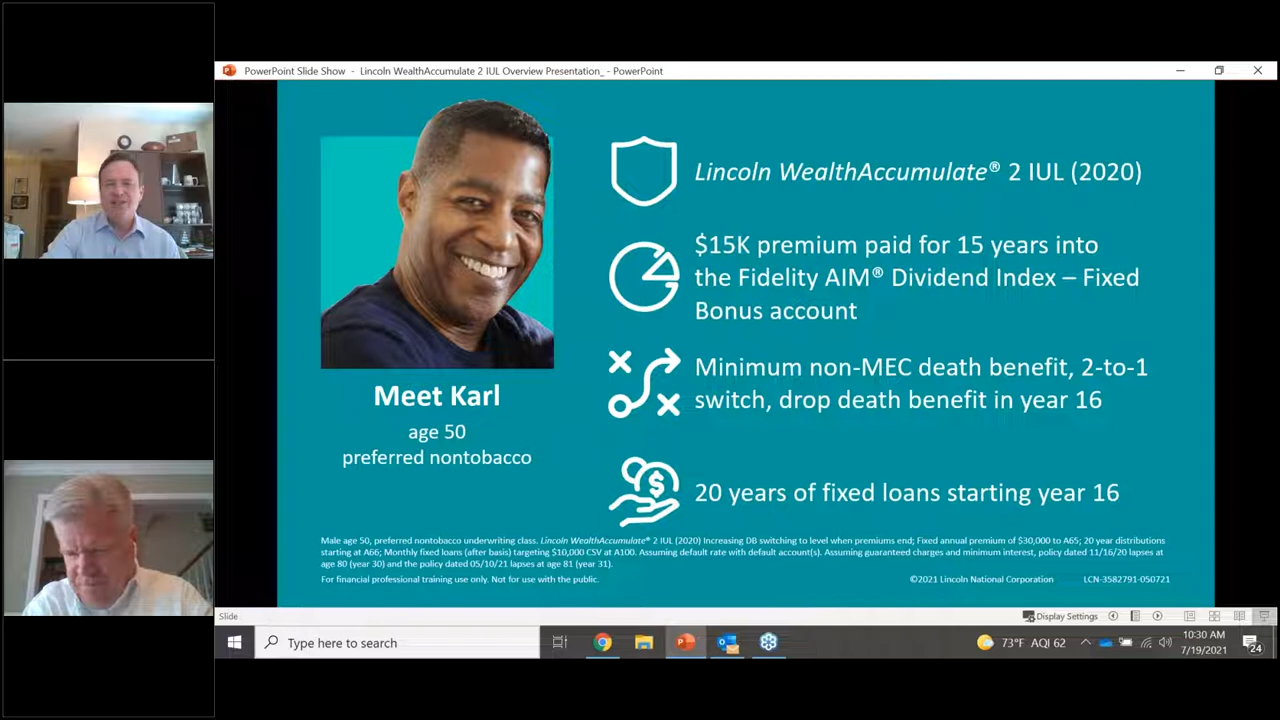 PowerPoint Slide Show - Lincoln WealthAccumulate 2 IUL Overview Presentation_ - PowerPoint
Lincoln WealthAccumulate® 2 IUL (2020)
$15K premium paid for 15 years into
the Fidelity AIM® Dividend Index – Fixed
Bonus account
Minimum non-MEC death benefit, 2-to-1
switch, drop death benefit in year 16
20 years of fixed loans starting year 16
Meet Karl
age 50
preferred nontobacco
Male age 50, preferred nontobacco underwriting class. Lincoln WealthAccumulate® 2 IUL (2020) Increasing DB switching to level when premiums end; Fixed annual premium of $30,000 to A65; 20 year distributions
starting at A66; Monthly fixed loans (after basis) targeting $10,000 CSV at A100. Assuming default rate with default account(s). Assuming guaranteed charges and minimum interest, policy dated 11/16/20 lapses at
age 80 (year 30) and the policy dated 05/10/21 lapses at age 81 (year 31).
For financial professional training use only. Not for use with the public.
©2021 Lincoln National Corporation
LCN-3582791-050721
Slide
Display Settings
Type here to search
73°F AQI 62
10:30 AM
7/19/2021
24